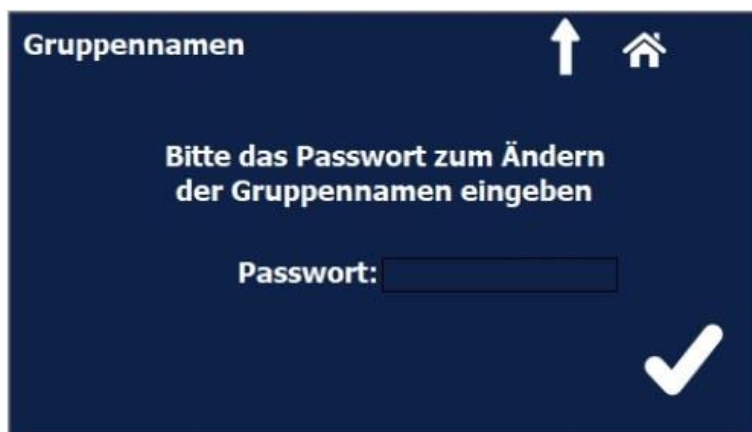 Gruppennamen
Bitte das Passwort zum Ändern
der Gruppennamen eingeben
Passwort: